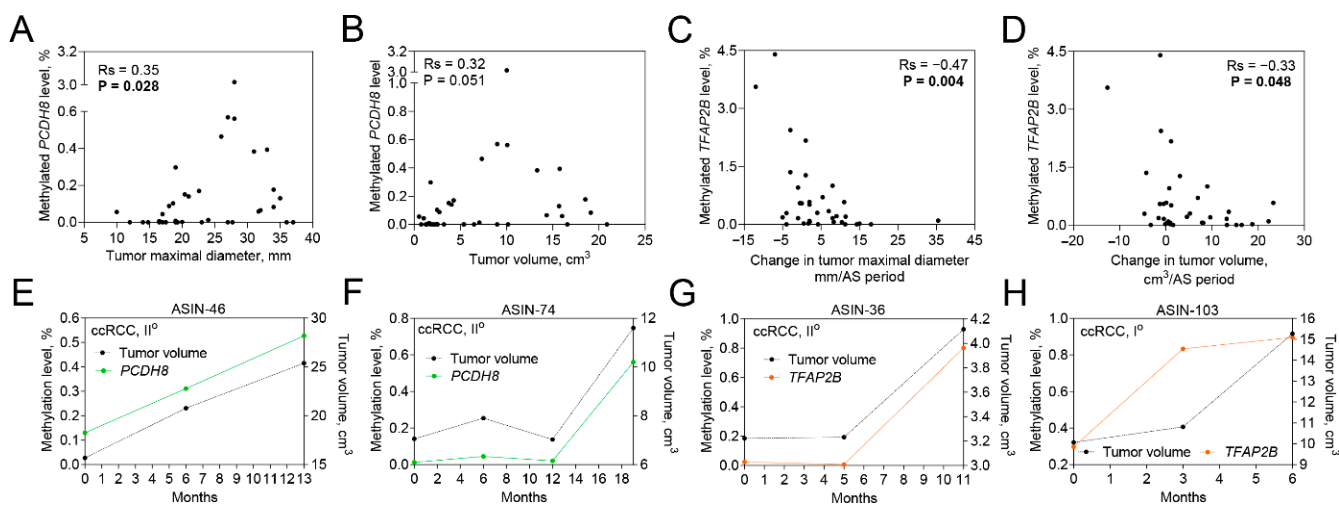 A
Methylated PCDH8 level, %
3.2
3.0
0.6
0.4
0.2
0.0
Rs = 0.35
P = 0.028
5 10 15 20 25 30 35 40
Tumor maximal diameter, mm
B
Methylated PCDH8 level
3.2
3.0
1.0
0.8
0.6
0.4
0.2
0.0
Rs = 0.32
P = 0.051
0 5 10 15 20 25
Tumor volume, cm3
C
Methylated TFAP2B level, %
4.5
3.0
1.5
0.0
Rs = −0.47
P = 0.004
−15 −5 5 15 25 35 45
Change in tumor maximal diameter
mm/AS period
D
Methylated TFAP2B level, %
4.5
3.0
1.5
0.0
Rs = −0.33
P = 0.048
−20 −10 0 10 20 30
Change in tumor volume,
cm3/AS period
E
ASIN-46
ccRCC, IIo
Tumor volume
PCDH8
Methylation level, %
0.6
0.5
0.4
0.3
0.2
0.1
0.0
30
25
20
15
Tumor volume, cm3
0 2 3 4 5 6 7 8 9 10 11 12 13
Months
F
ASIN-74
ccRCC, IIo
Tumor volume
PCDH8
Methylation level, %
0.8
0.6
0.4
0.2
0.0
12
10
8
6
Tumor volume, cm3
0 2 4 6 8 10 12 14 16 18
Months
G
ASIN-36
ccRCC, IIo
Tumor volume
TFAP2B
Methylation level, %
1.0
0.8
0.6
0.4
0.2
0.0
4.2
4.0
3.8
3.6
3.4
3.2
3.0
Tumor volume, cm3
0 2 3 4 5 6 7 8 9 10 11
Months
H
ASIN-103
ccRCC, Io
Tumor volume
TFAP2B
Methylation level, %
1.0
0.8
0.6
0.4
0.2
16
15
14
13
12
11
10
9
Tumor volume, cm3
0 2 3 4 5 6
Months